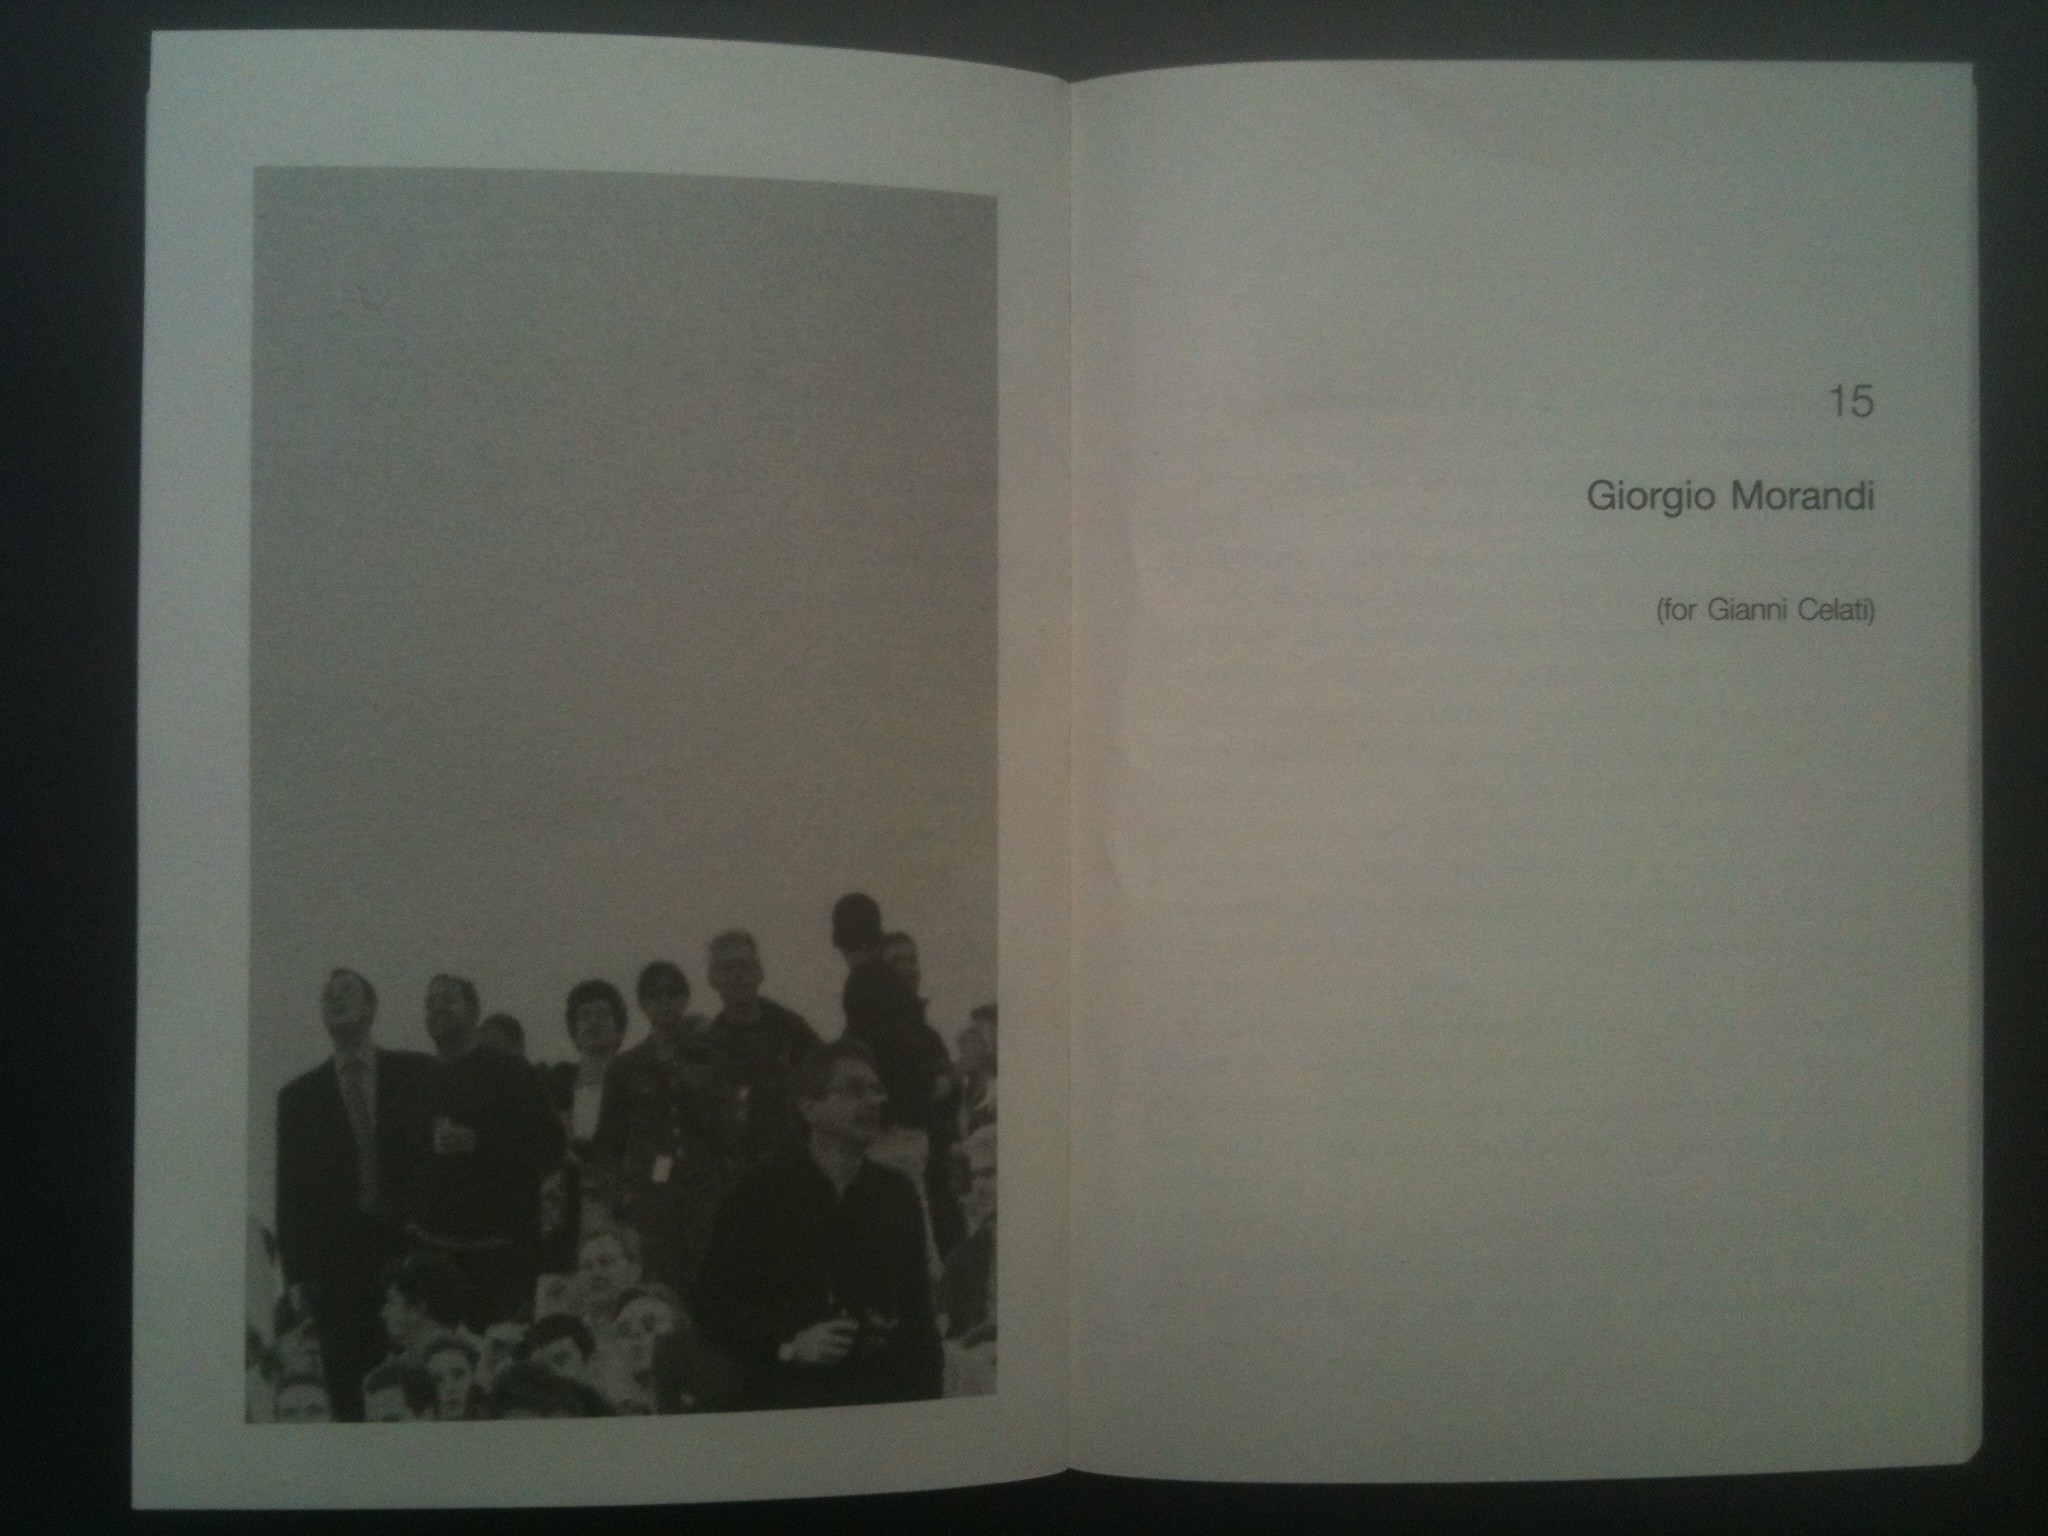 15
Giorgio Morandi
(for Gianni Celati)